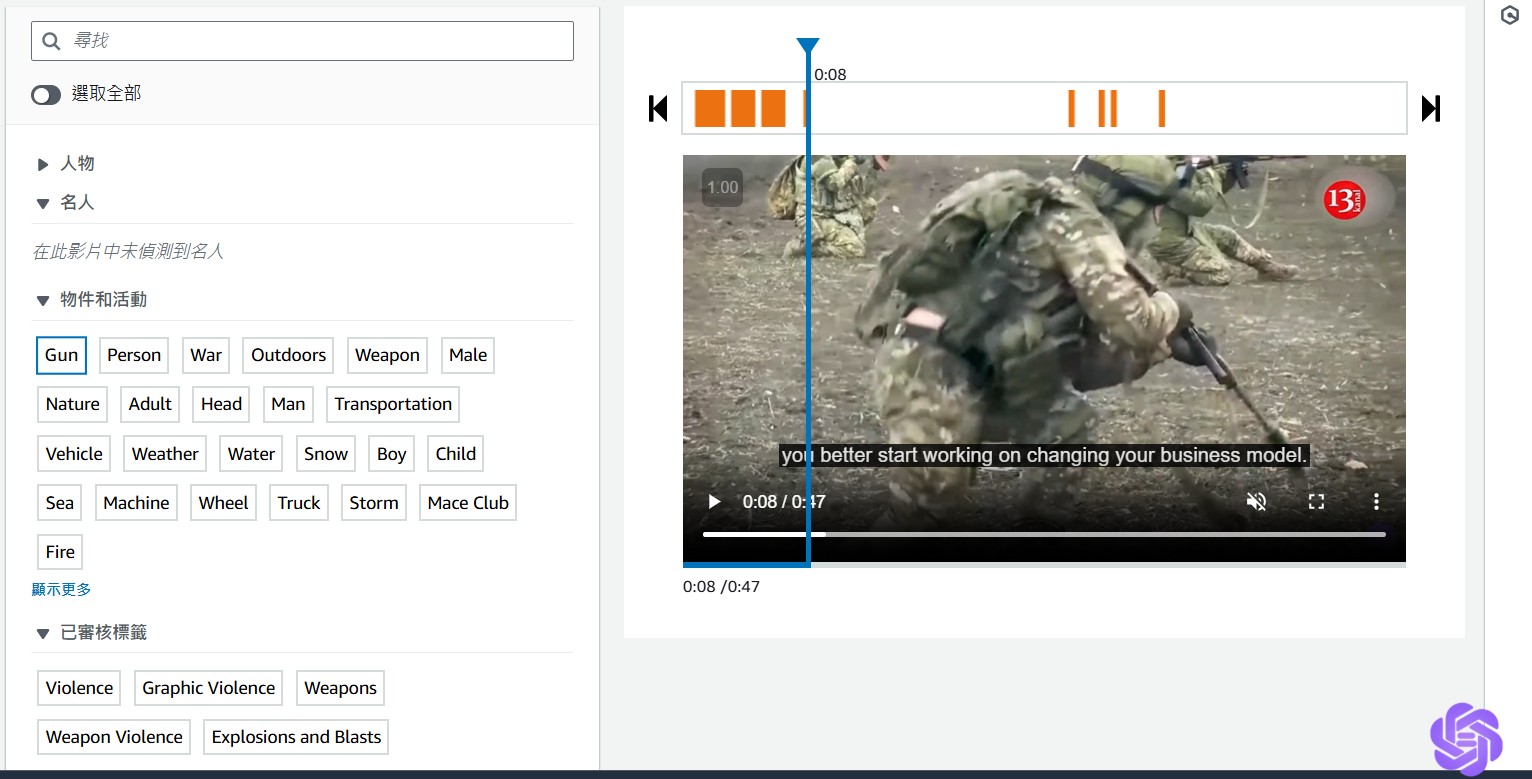 尋找
選取全部
人物
名人
在此影片中未偵測到名人
物件和活動
Gun Person War Outdoors Weapon Male
Nature Adult Head Man Transportation
Vehicle Weather Water Snow Boy Child
Sea Machine Wheel Truck Storm Mace Club
Fire
顯示更多
已審核標籤
Violence Graphic Violence Weapons
Weapon Violence Explosions and Blasts
0:08
1.00
13 kanal
you better start working on changing your business model.
0:08 / 0:47
0:08 /0:47